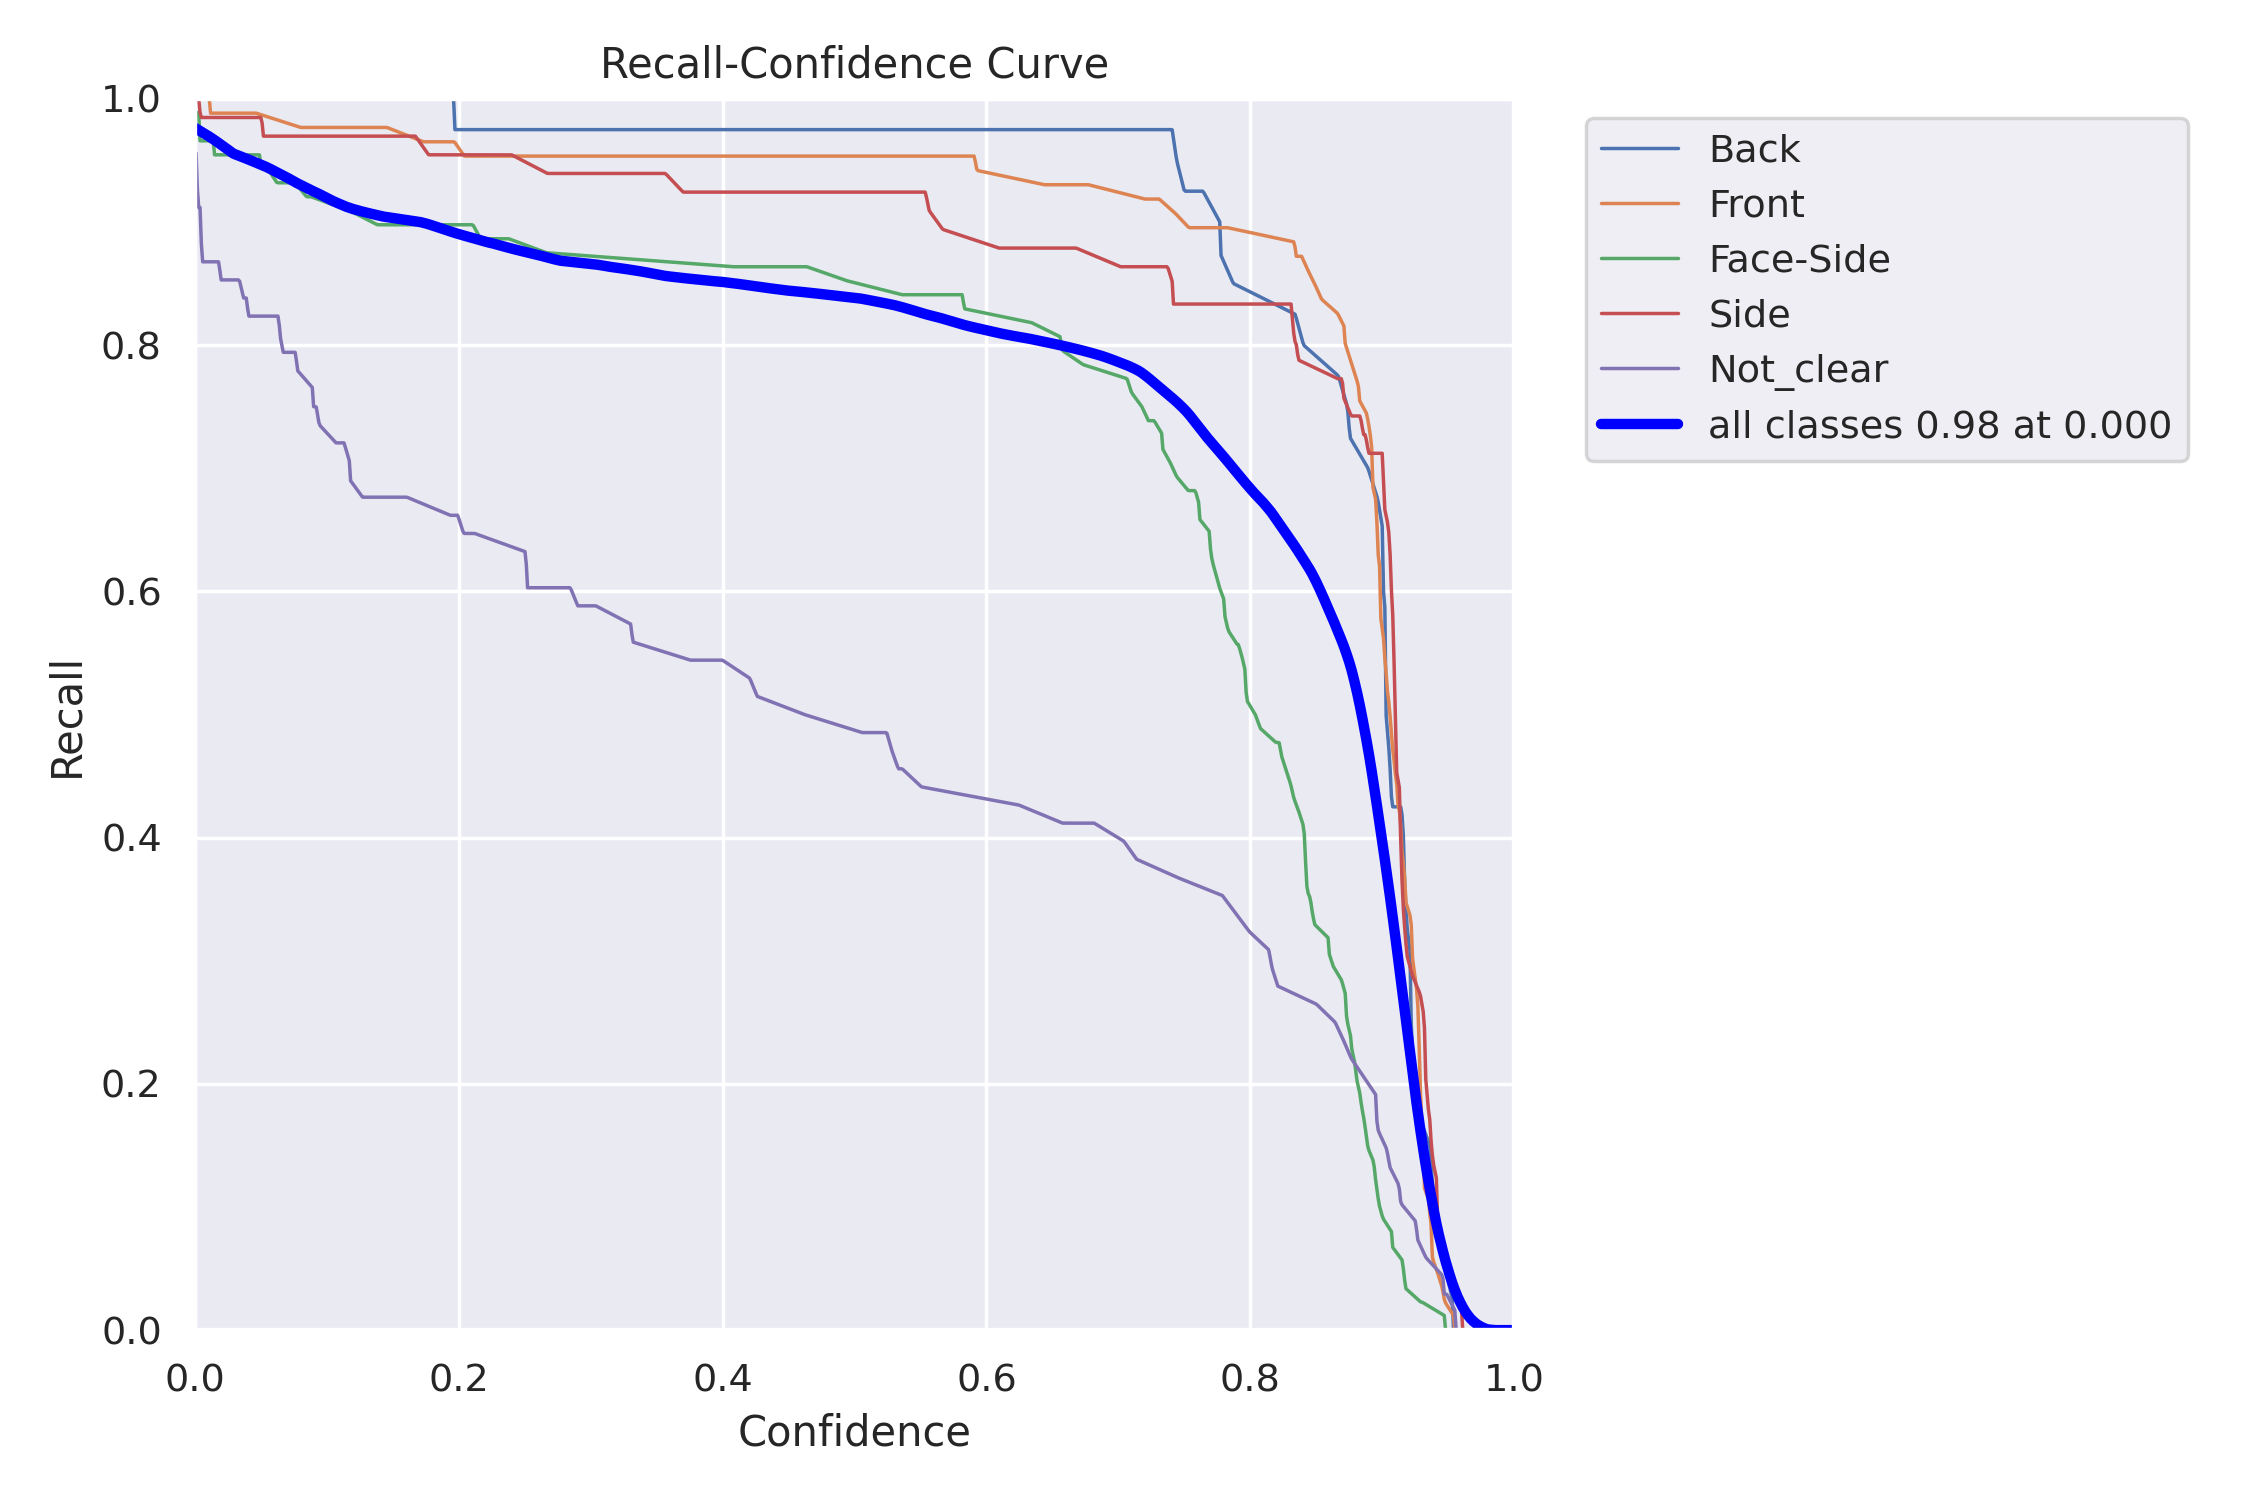 Recall-Confidence Curve
1.0
0.8
0.6
0.4
0.2
0.0
Recall
0.0 0.2 0.4 0.6 0.8 1.0
Confidence
Back
Front
Face-Side
Side
Not_clear
all classes 0.98 at 0.000